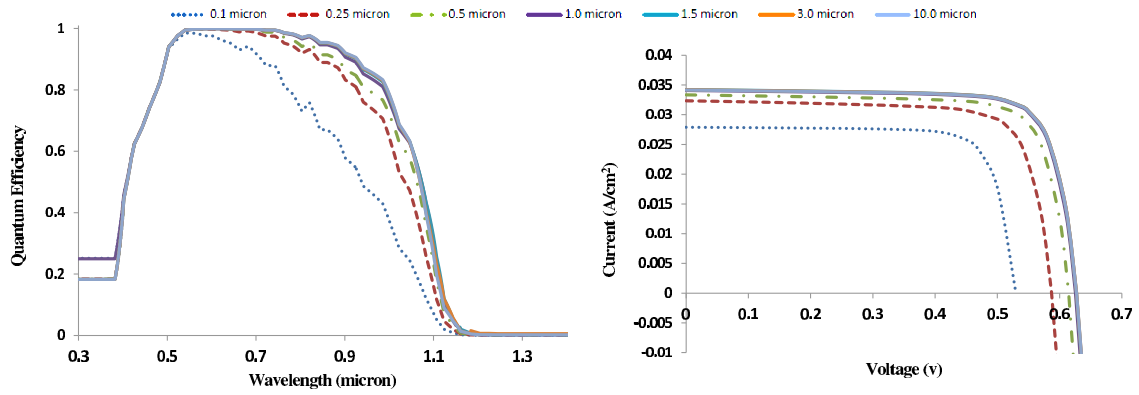 0.1 micron 0.25 micron 0.5 micron 1.0 micron 1.5 micron 3.0 micron 10.0 micron
1
0.8
0.6
0.4
0.2
0
Quantum Efficiency
0.3 0.5 0.7 0.9 1.1 1.3
Wavelength (micron)
0.04
0.035
0.03
0.025
0.02
0.015
0.01
0.005
0
-0.005
-0.01
Current (A/cm²)
0 0.1 0.2 0.3 0.4 0.5 0.6 0.7
Voltage (v)